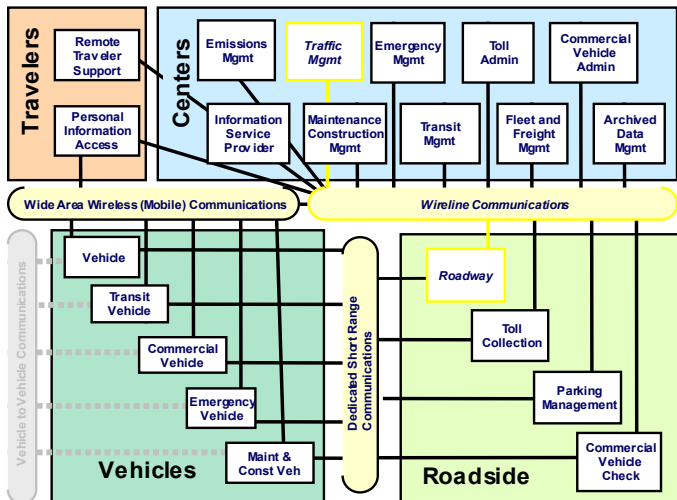 Travelers
Remote
Traveler
Support
Personal
Information
Access
Centers
Emissions
Mgmt
Traffic
Mgmt
Emergency
Mgmt
Toll
Admin
Commercial
Vehicle
Admin
Information
Service
Provider
Maintenance
Construction
Mgmt
Transit
Mgmt
Fleet and
Freight
Mgmt
Archived
Data
Mgmt
Wide Area Wireless (Mobile) Communications
Wireline Communications
Vehicle to Vehicle Communications
Vehicle
Transit
Vehicle
Commercial
Vehicle
Emergency
Vehicle
Maint &
Const Veh
Vehicles
Dedicated Short Range
Communications
Roadway
Toll
Collection
Parking
Management
Commercial
Vehicle
Check
Roadside